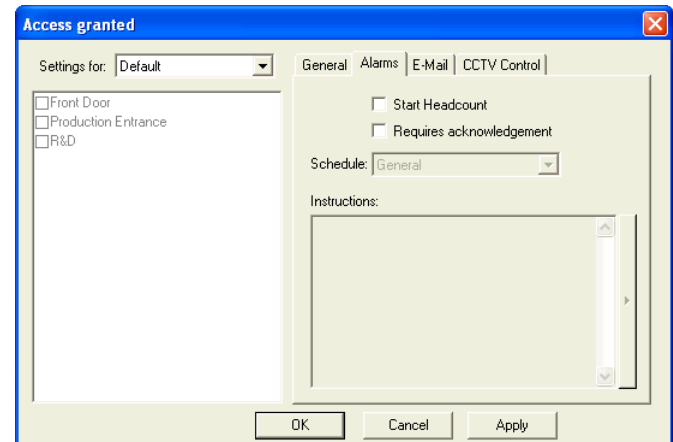 Access granted
Settings for: Default
Front Door
Production Entrance
R&D
General Alarms E-Mail CCTV Control
Start Headcount
Requires acknowledgement
Schedule: General
Instructions:
OK Cancel Apply